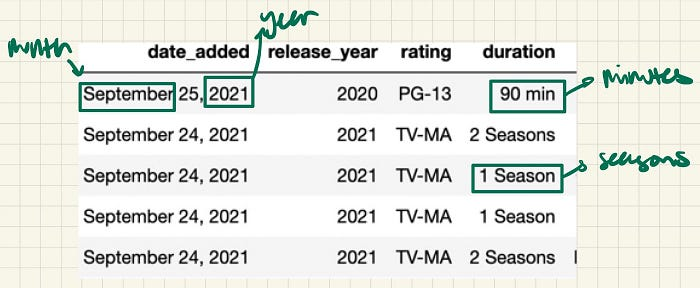 year
month
date_added release_year rating duration
September 25, 2021 2020 PG-13 90 min
minutes
September 24, 2021 2021 TV-MA 2 Seasons
seasons
September 24, 2021 2021 TV-MA 1 Season
September 24, 2021 2021 TV-MA 1 Season
September 24, 2021 2021 TV-MA 2 Seasons